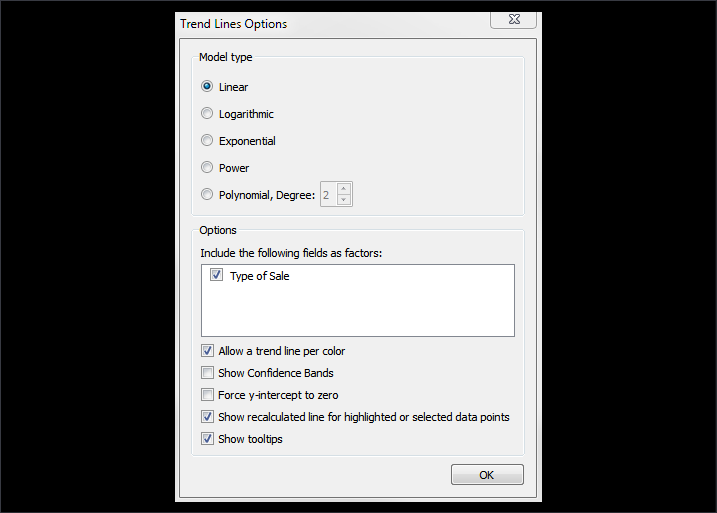 Trend Lines Options
Model type
Linear
Logarithmic
Exponential
Power
Polynomial, Degree: 2
Options
Include the following fields as factors:
Type of Sale
Allow a trend line per color
Show Confidence Bands
Force y-intercept to zero
Show recalculated line for highlighted or selected data points
Show tooltips
OK